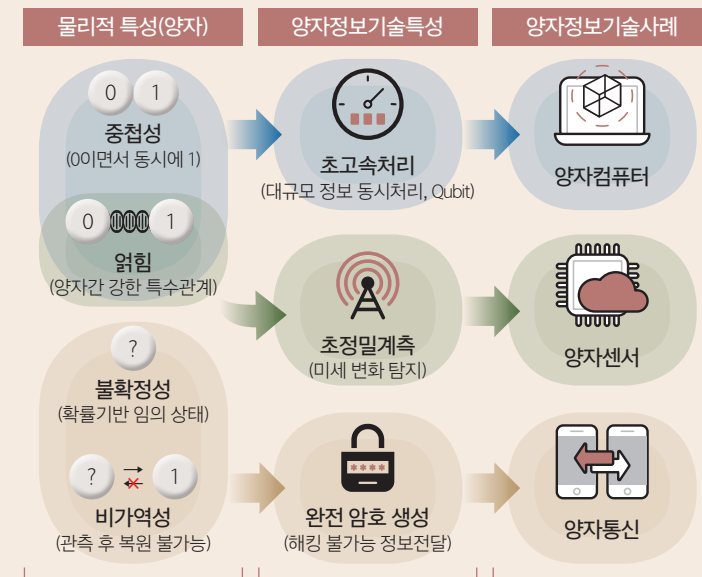 물리적 특성(양자)
양자정보기술특성
양자정보기술사례
0 1
중첩성
(0이면서 동시에 1)
0 1
얽힘
(양자간 강한 특수관계)
초고속처리
(대규모 정보 동시처리, Qubit)
양자컴퓨터
초정밀계측
(미세 변화 탐지)
양자센서
?
불확정성
(확률기반 임의 상태)
? 1
비가역성
(관측 후 복원 불가능)
****
완전 암호 생성
(해킹 불가능 정보전달)
양자통신